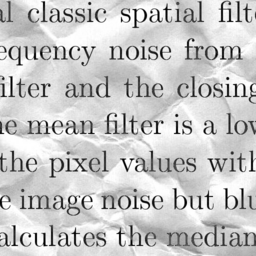 al classic spatial filte
equency noise from
filter and the closing
he mean filter is a low
the pixel values with
e image noise but blu
alculates the median